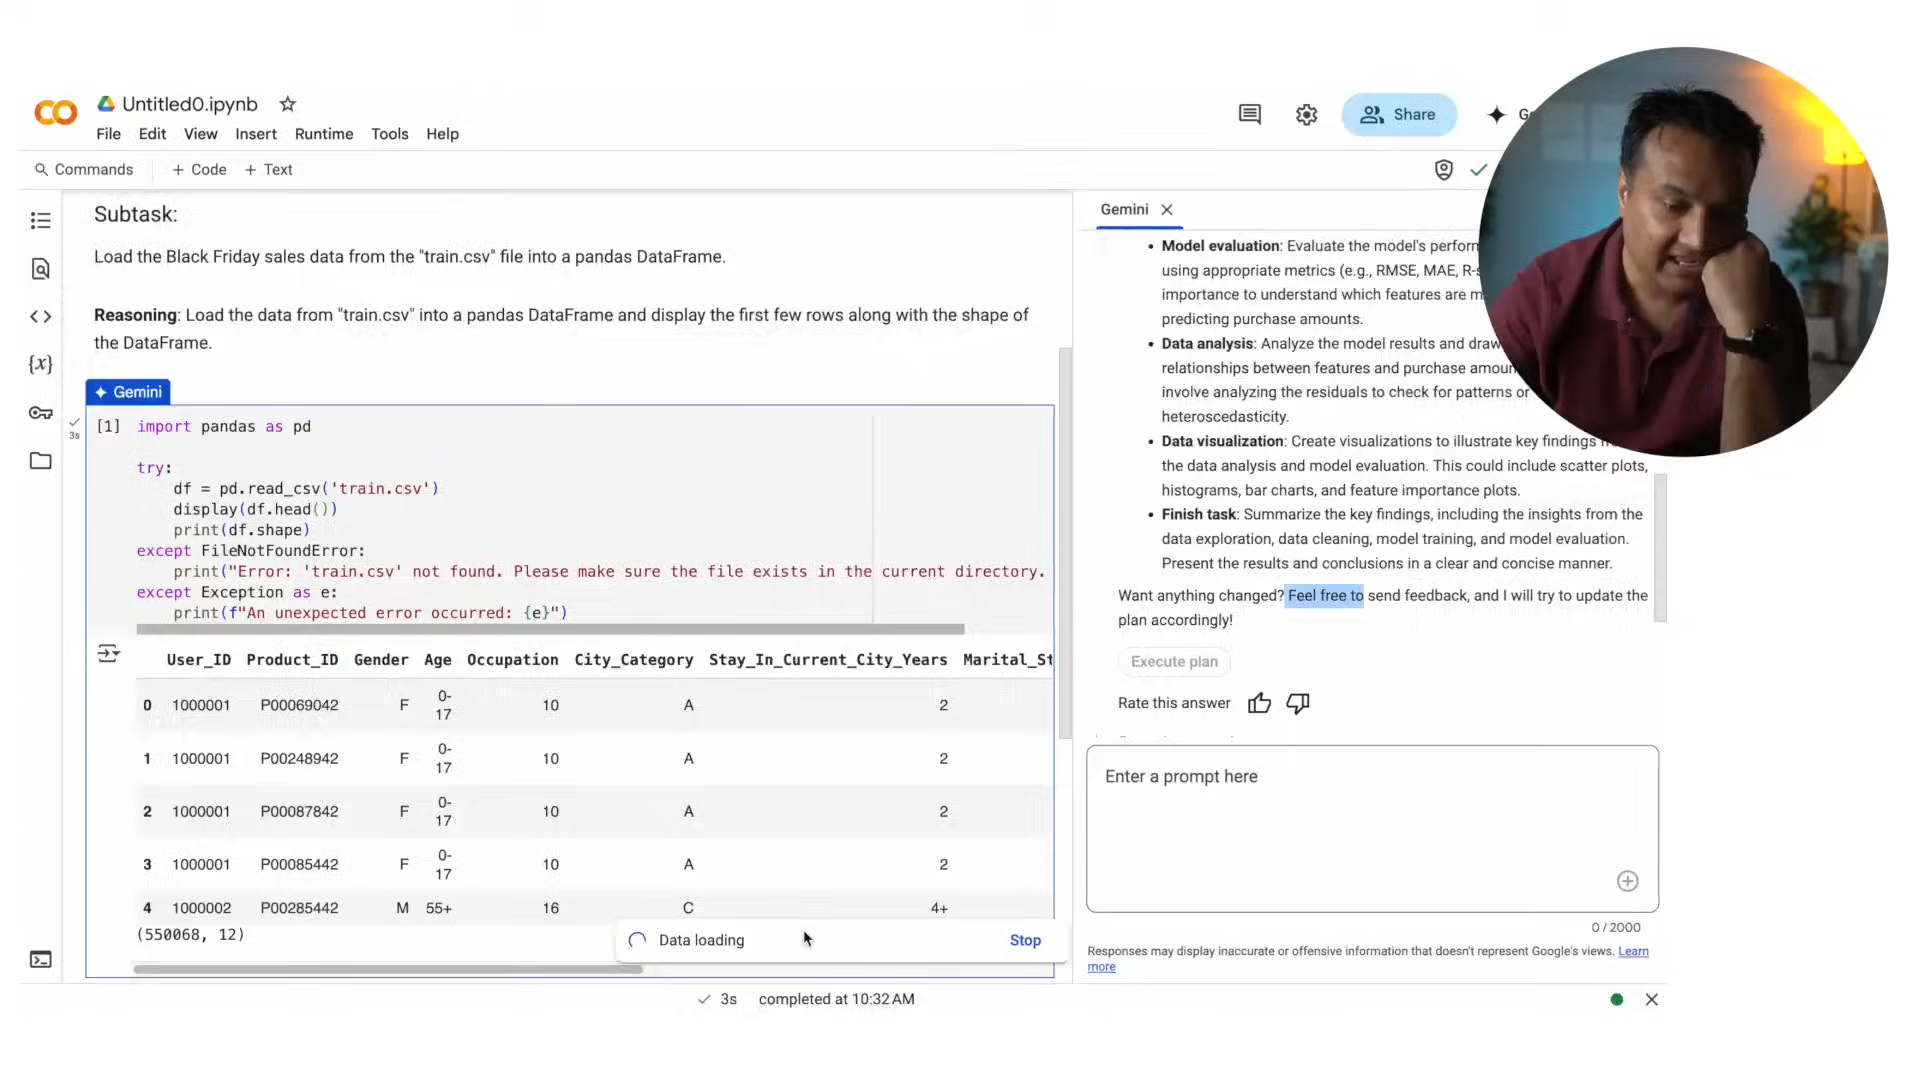 Untitled0.ipynb
File Edit View Insert Runtime Tools Help
Share
Commands + Code + Text
Subtask:
Load the Black Friday sales data from the "train.csv" file into a pandas DataFrame.
Reasoning: Load the data from "train.csv" into a pandas DataFrame and display the first few rows along with the shape of
the DataFrame.
Gemini
3s
[1] import pandas as pd
try:
df = pd.read_csv('train.csv')
display(df.head())
print(df.shape)
except FileNotFoundError:
print("Error: 'train.csv' not found. Please make sure the file exists in the current directory.
except Exception as e:
print(f"An unexpected error occurred: {e}")
User_ID Product_ID Gender Age Occupation City_Category Stay_In_Current_City_Years Marital_St
0 1000001 P00069042 F 0-17 10 A 2
1 1000001 P00248942 F 0-17 10 A 2
2 1000001 P00087842 F 0-17 10 A 2
3 1000001 P00085442 F 0-17 10 A 2
4 1000002 P00285442 M 55+ 16 C 4+
(550068, 12)
Data loading Stop
3s completed at 10:32 AM
Gemini
• Model evaluation: Evaluate the model's perform
using appropriate metrics (e.g., RMSE, MAE, R-s
importance to understand which features are m
predicting purchase amounts.
• Data analysis: Analyze the model results and draw
relationships between features and purchase amoun
involve analyzing the residuals to check for patterns or
heteroscedasticity.
• Data visualization: Create visualizations to illustrate key findings
the data analysis and model evaluation. This could include scatter plots,
histograms, bar charts, and feature importance plots.
• Finish task: Summarize the key findings, including the insights from the
data exploration, data cleaning, model training, and model evaluation.
Present the results and conclusions in a clear and concise manner.
Want anything changed? Feel free to send feedback, and I will try to update the
plan accordingly!
Execute plan
Rate this answer
Enter a prompt here
0 / 2000
Responses may display inaccurate or offensive information that doesn't represent Google's views. Learn
more